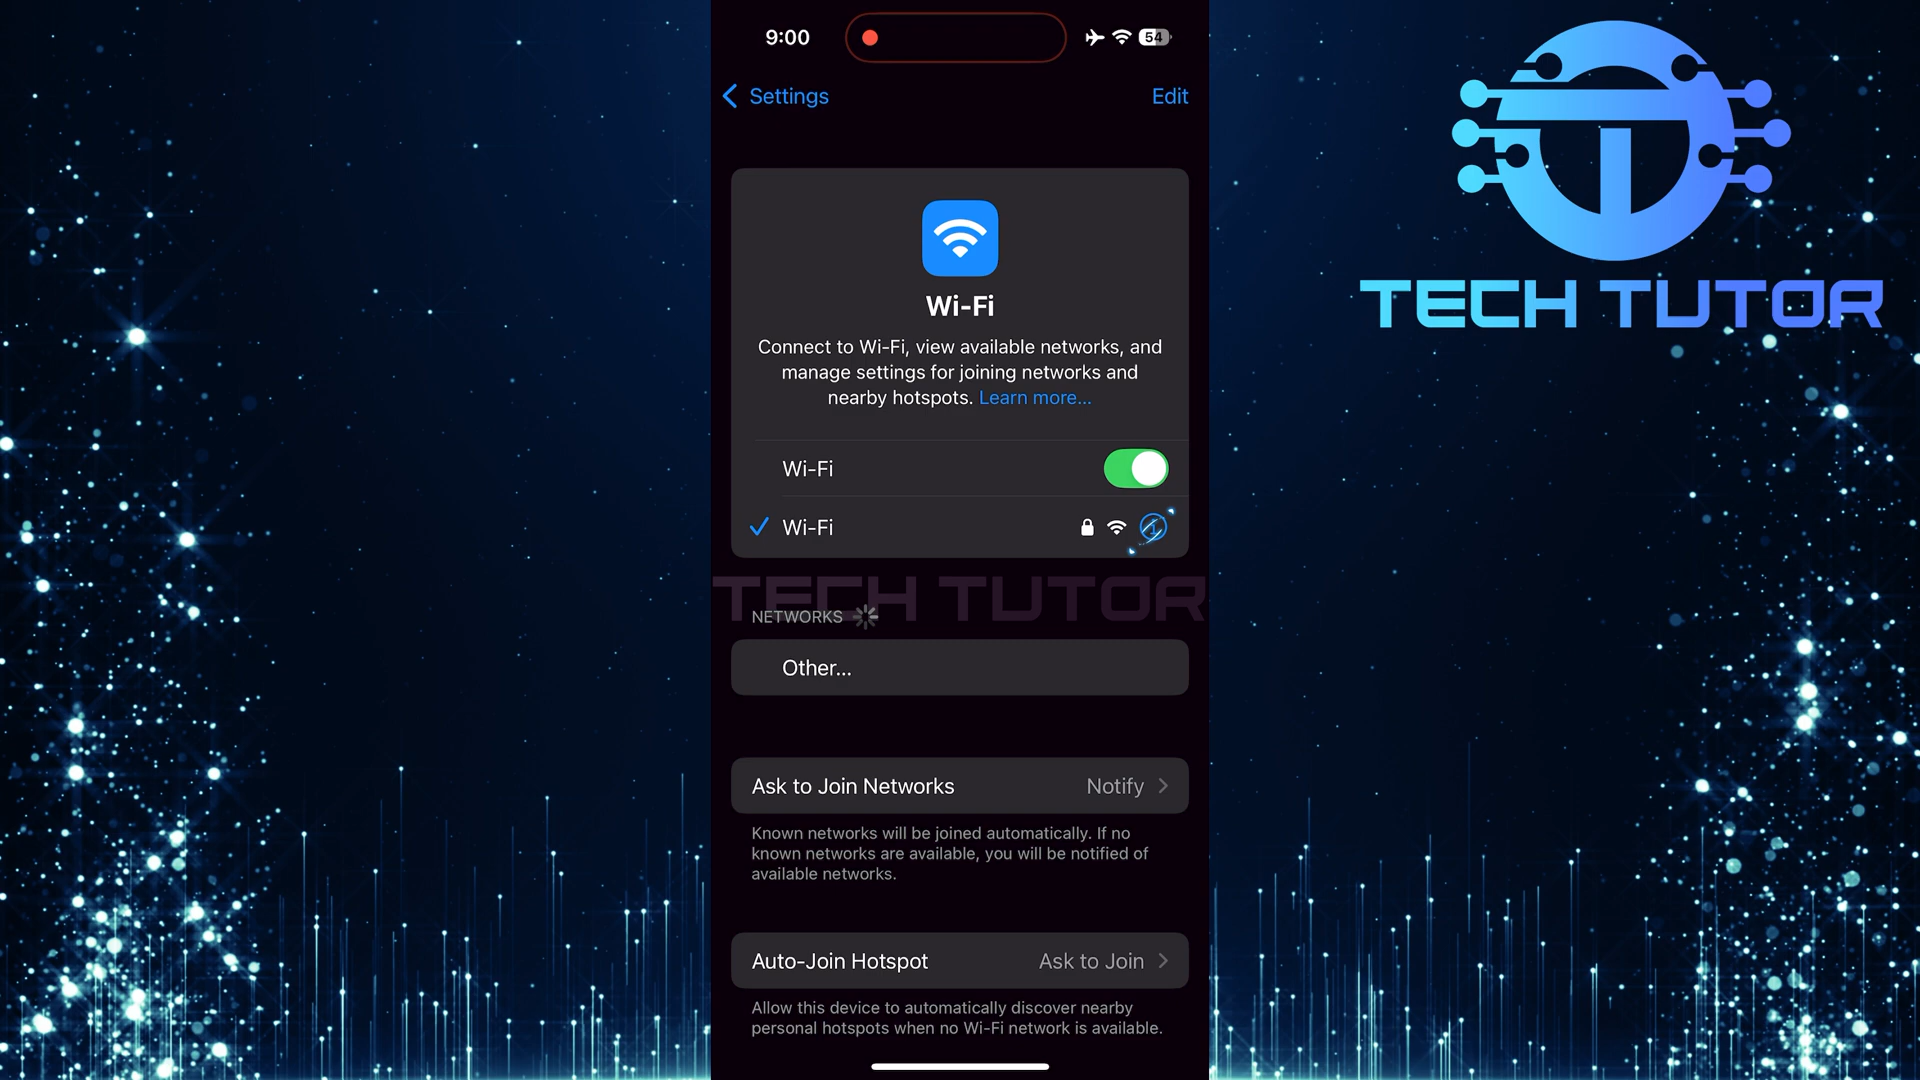 9:00
54
Settings
Edit
TECH TUTOR
Wi-Fi
Connect to Wi-Fi, view available networks, and
manage settings for joining networks and
nearby hotspots. Learn more...
Wi-Fi
Wi-Fi
TECH TUTOR
NETWORKS
Other...
Ask to Join Networks
Notify
Known networks will be joined automatically. If no
known networks are available, you will be notified of
available networks.
Auto-Join Hotspot
Ask to Join
Allow this device to automatically discover nearby
personal hotspots when no Wi-Fi network is available.